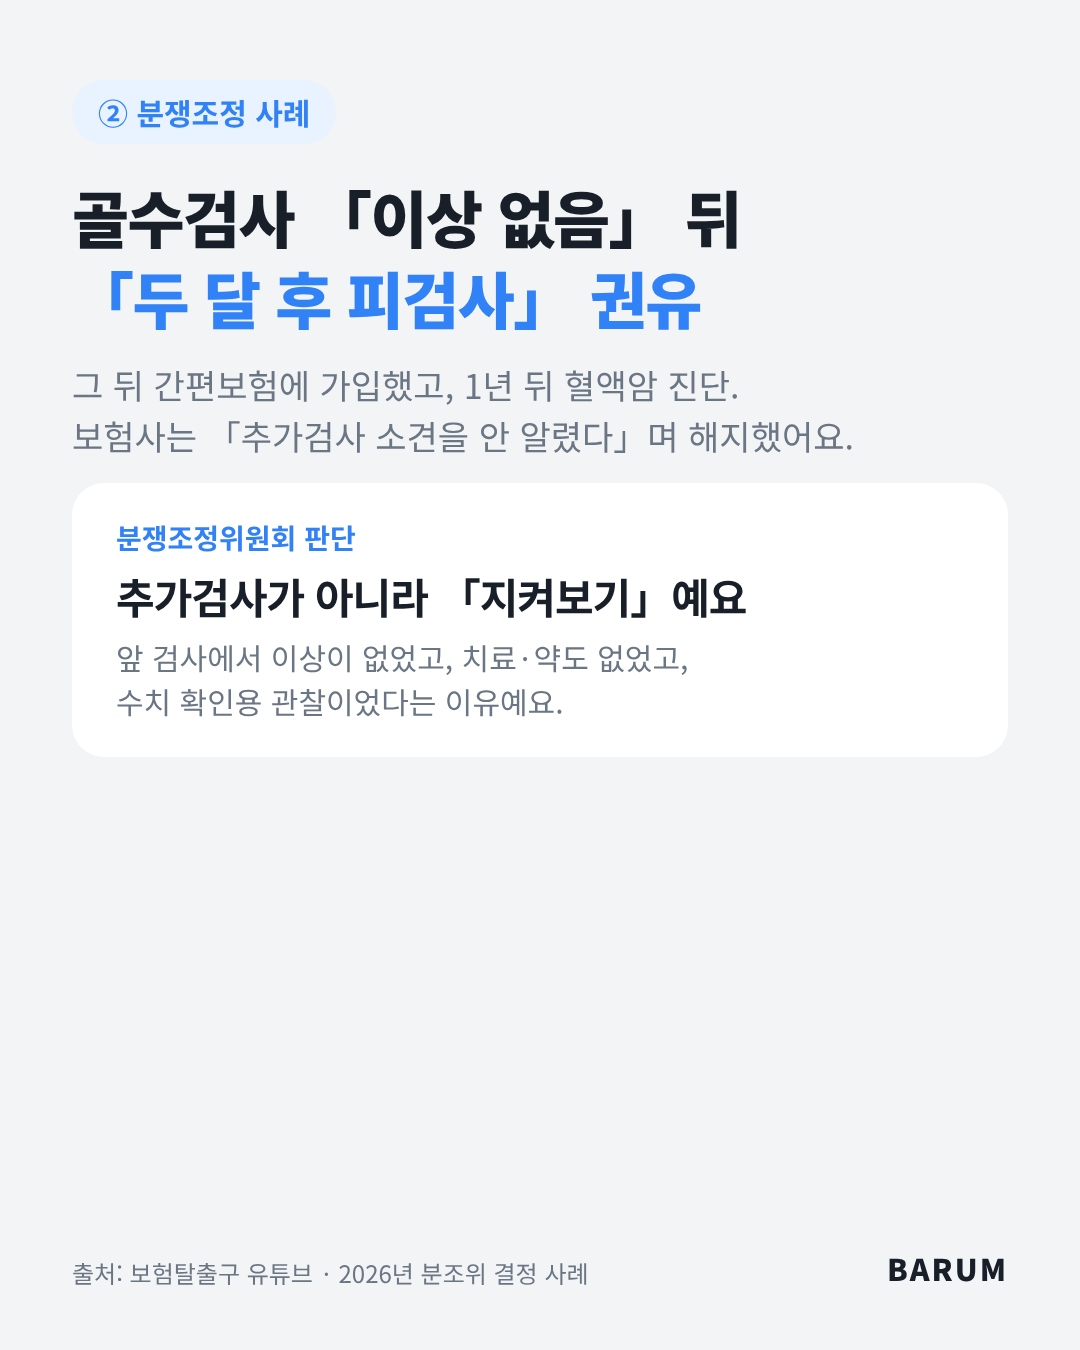 ② 분쟁조정 사례
골수검사 「이상 없음」 뒤
「두 달 후 피검사」 권유
그 뒤 간편보험에 가입했고, 1년 뒤 혈액암 진단.
보험사는 「추가검사 소견을 안 알렸다」며 해지했어요.
분쟁조정위원회 판단
추가검사가 아니라 「지켜보기」예요
앞 검사에서 이상이 없었고, 치료·약도 없었고,
수치 확인용 관찰이었다는 이유예요.
출처: 보험탈출구 유튜브 · 2026년 분조위 결정 사례
BARUM